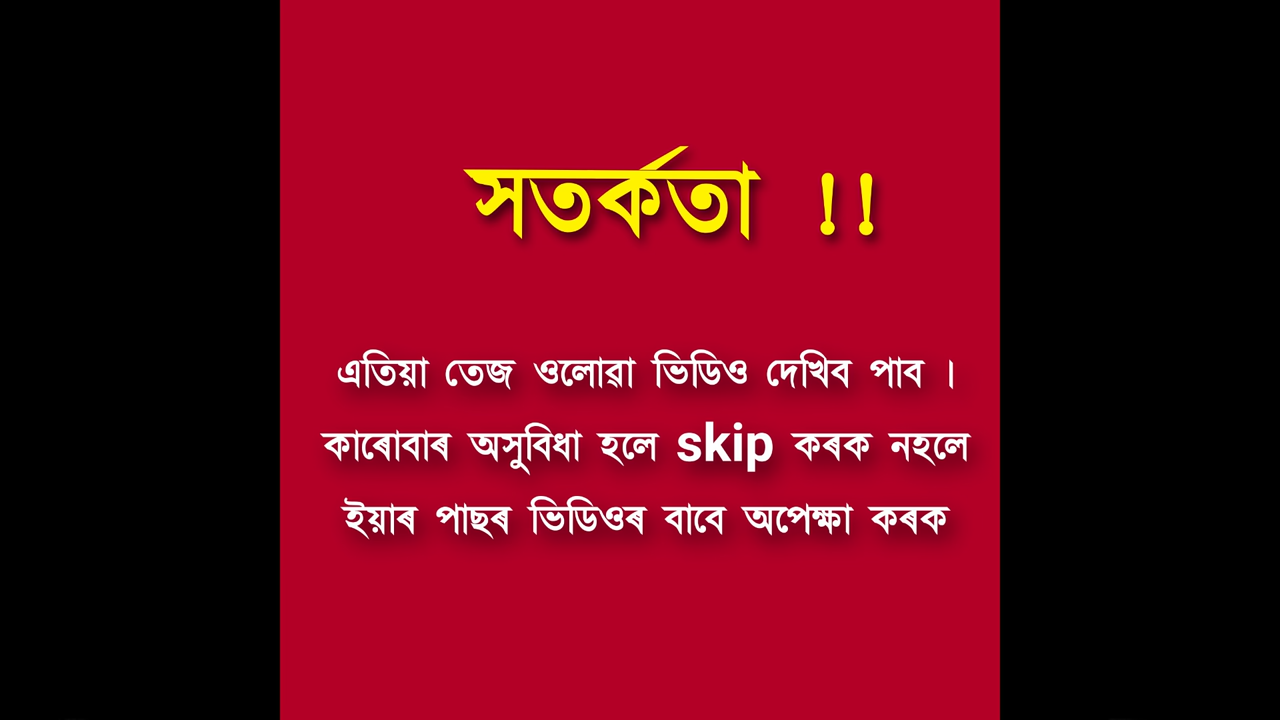 সতৰ্কতা !!
এতিয়া তেজ ওলোৱা ভিডিও দেখিব পাব ।
কাৰোবাৰ অসুবিধা হলে skip কৰক নহলে
ইয়াৰ পাছৰ ভিডিওৰ বাবে অপেক্ষা কৰক